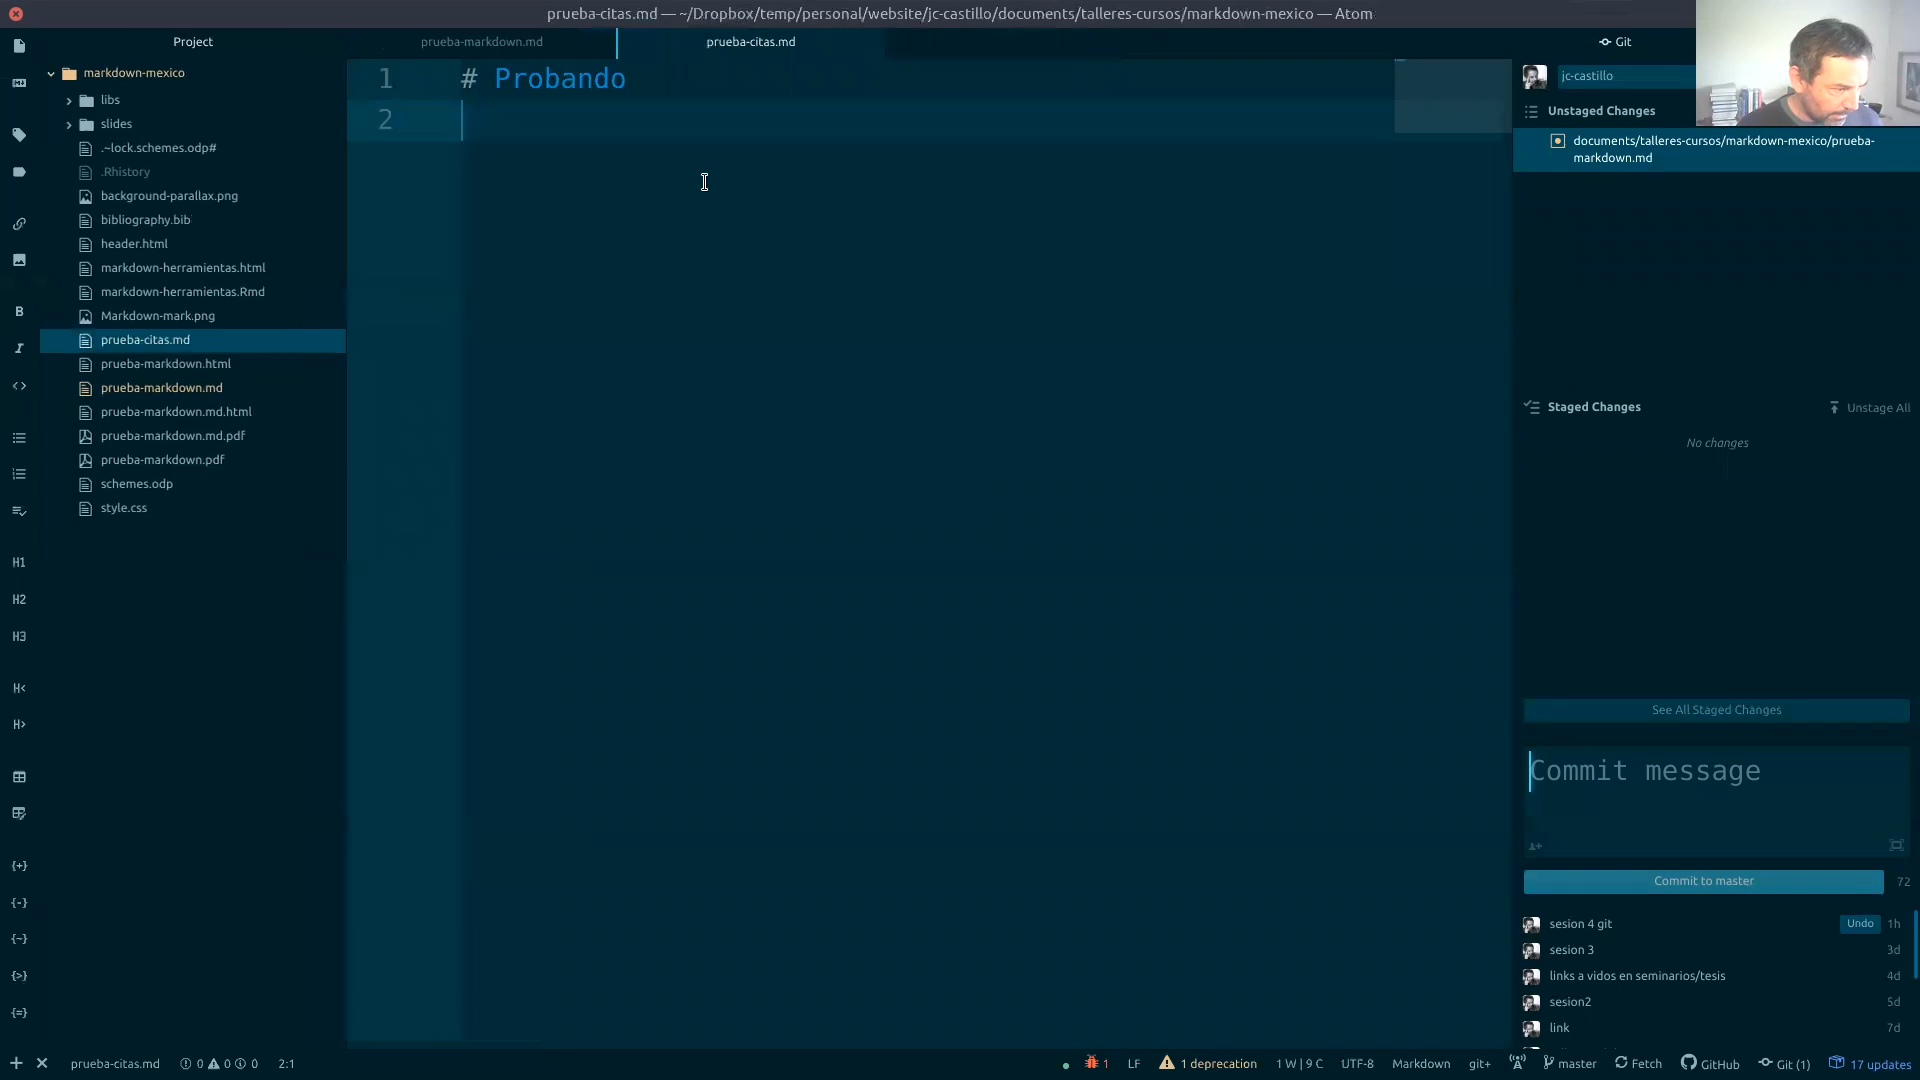 prueba-citas.md — ~/Dropbox/temp/personal/website/jc-castillo/documents/talleres-cursos/markdown-mexico — Atom
Project
prueba-markdown.md
prueba-citas.md
Git
markdown-mexico
libs
slides
.~lock.schemes.odp#
.Rhistory
background-parallax.png
bibliography.bib
header.html
markdown-herramientas.html
markdown-herramientas.Rmd
Markdown-mark.png
prueba-citas.md
prueba-markdown.html
prueba-markdown.md
prueba-markdown.md.html
prueba-markdown.md.pdf
prueba-markdown.pdf
schemes.odp
style.css
B
I
<>
H1
H2
H3
H<
H>
{+}
{-}
{~}
{>}
{=}
1 # Probando
2
jc-castillo
Unstaged Changes
documents/talleres-cursos/markdown-mexico/prueba-
markdown.md
Staged Changes
Unstage All
No changes
See All Staged Changes
Commit message
Commit to master
72
sesion 4 git Undo 1h
sesion 3 3d
links a vidos en seminarios/tesis 4d
sesion2 5d
link 7d
prueba-citas.md 0 0 0 2:1
1 LF 1 deprecation 1 W | 9 C UTF-8 Markdown git+ master Fetch GitHub Git (1) 17 updates